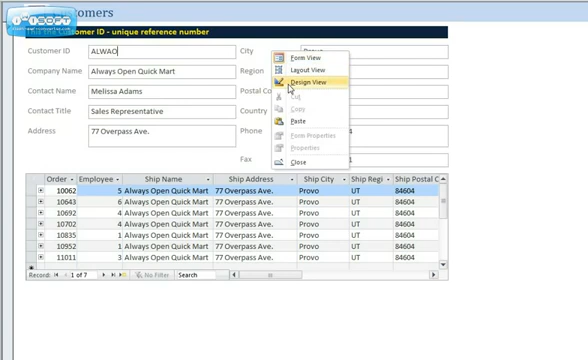 Customers
This the Customer ID - unique reference number
Customer ID ALWAO City
Company Name Always Open Quick Mart Region
Contact Name Melissa Adams Postal Co
Contact Title Sales Representative Country
Address 77 Overpass Ave. Phone 4
Fax 1
Form View
Layout View
Design View
Cut
Copy
Paste
Form Properties
Properties
Close
Order Employee Ship Name Ship Address Ship City Ship Regi Ship Postal C
10062 5 Always Open Quick Mart 77 Overpass Ave. Provo UT 84604
10643 6 Always Open Quick Mart 77 Overpass Ave. Provo UT 84604
10692 4 Always Open Quick Mart 77 Overpass Ave. Provo UT 84604
10702 4 Always Open Quick Mart 77 Overpass Ave. Provo UT 84604
10835 1 Always Open Quick Mart 77 Overpass Ave. Provo UT 84604
10952 1 Always Open Quick Mart 77 Overpass Ave. Provo UT 84604
11011 3 Always Open Quick Mart 77 Overpass Ave. Provo UT 84604
Record: 1 of 7 No Filter Search